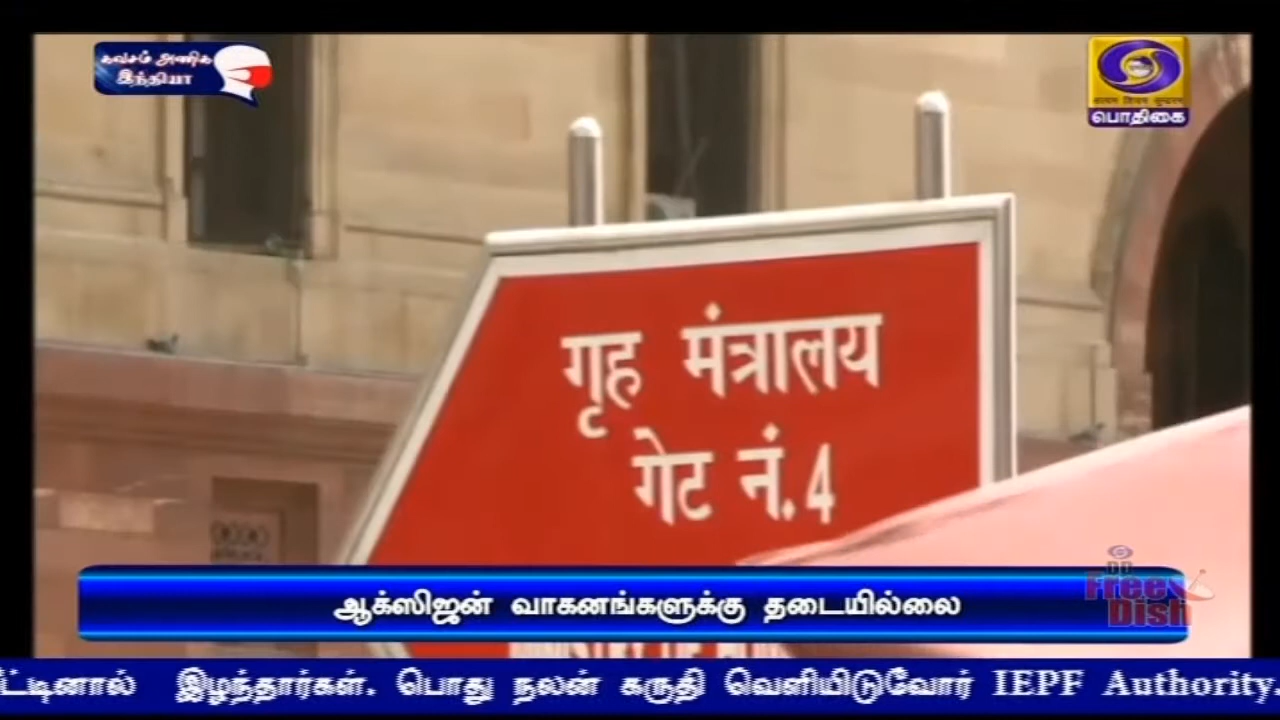 கவசம் அணிக
இந்தியா
பொதிகை
गृह मंत्रालय
गेट नं.4
ஆக்ஸிஜன் வாகனங்களுக்கு தடையில்லை
DD
Free
Dish
ட்டினால் இழந்தார்கள். பொது நலன் கருதி வெளியிடுவோர் IEPF Authority.